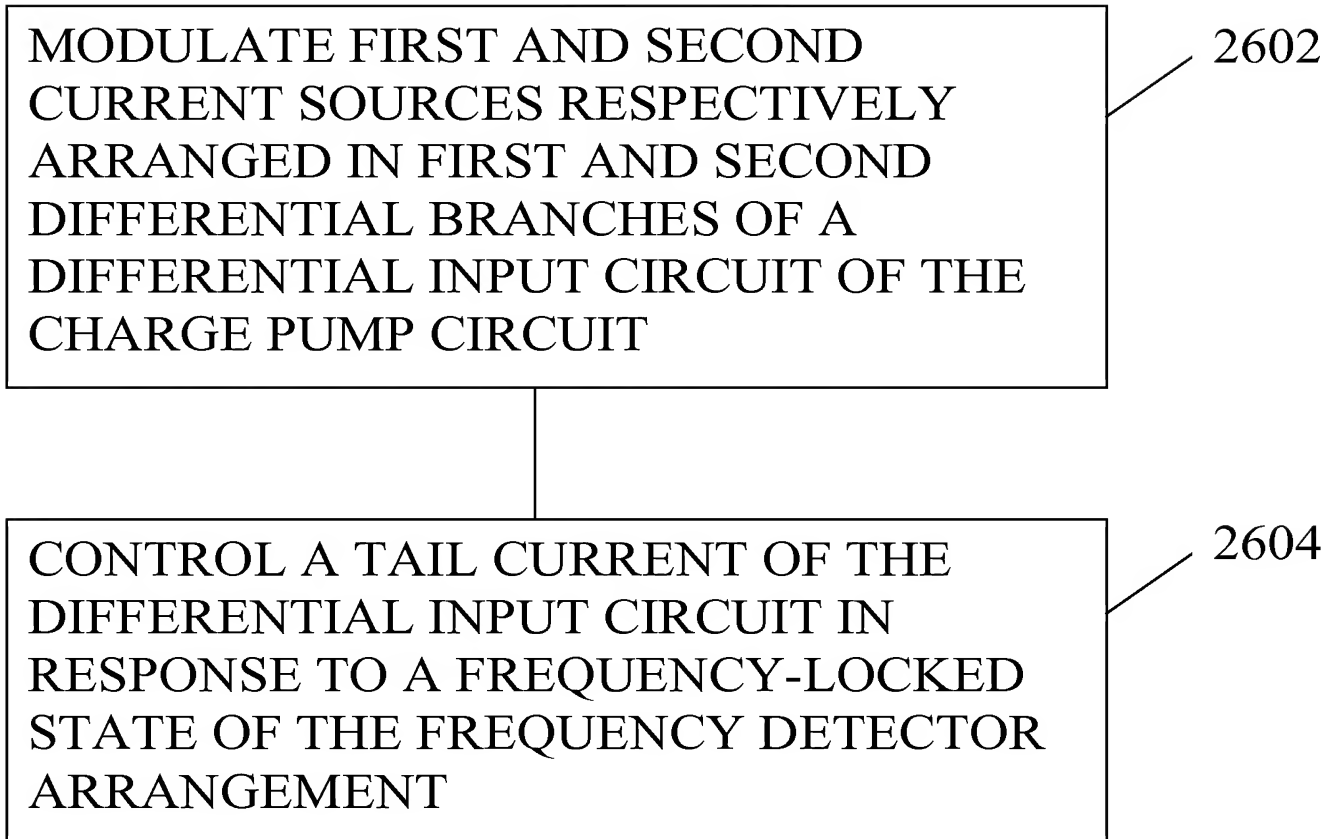 MODULATE FIRST AND SECOND
CURRENT SOURCES RESPECTIVELY
ARRANGED IN FIRST AND SECOND
DIFFERENTIAL BRANCHES OF A
DIFFERENTIAL INPUT CIRCUIT OF THE
CHARGE PUMP CIRCUIT
2602
CONTROL A TAIL CURRENT OF THE
DIFFERENTIAL INPUT CIRCUIT IN
RESPONSE TO A FREQUENCY-LOCKED
STATE OF THE FREQUENCY DETECTOR
ARRANGEMENT
2604